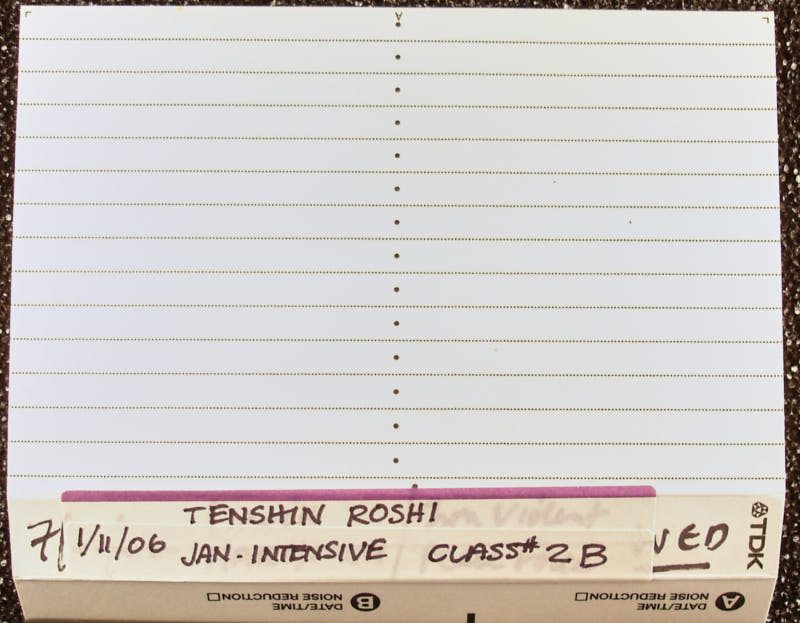 A
TENSHIN ROSHI
7 1/11/06 JAN-INTENSIVE CLASS# 2B WED
TDK
B DATE/TIME
NOISE REDUCTION
A DATE/TIME
NOISE REDUCTION